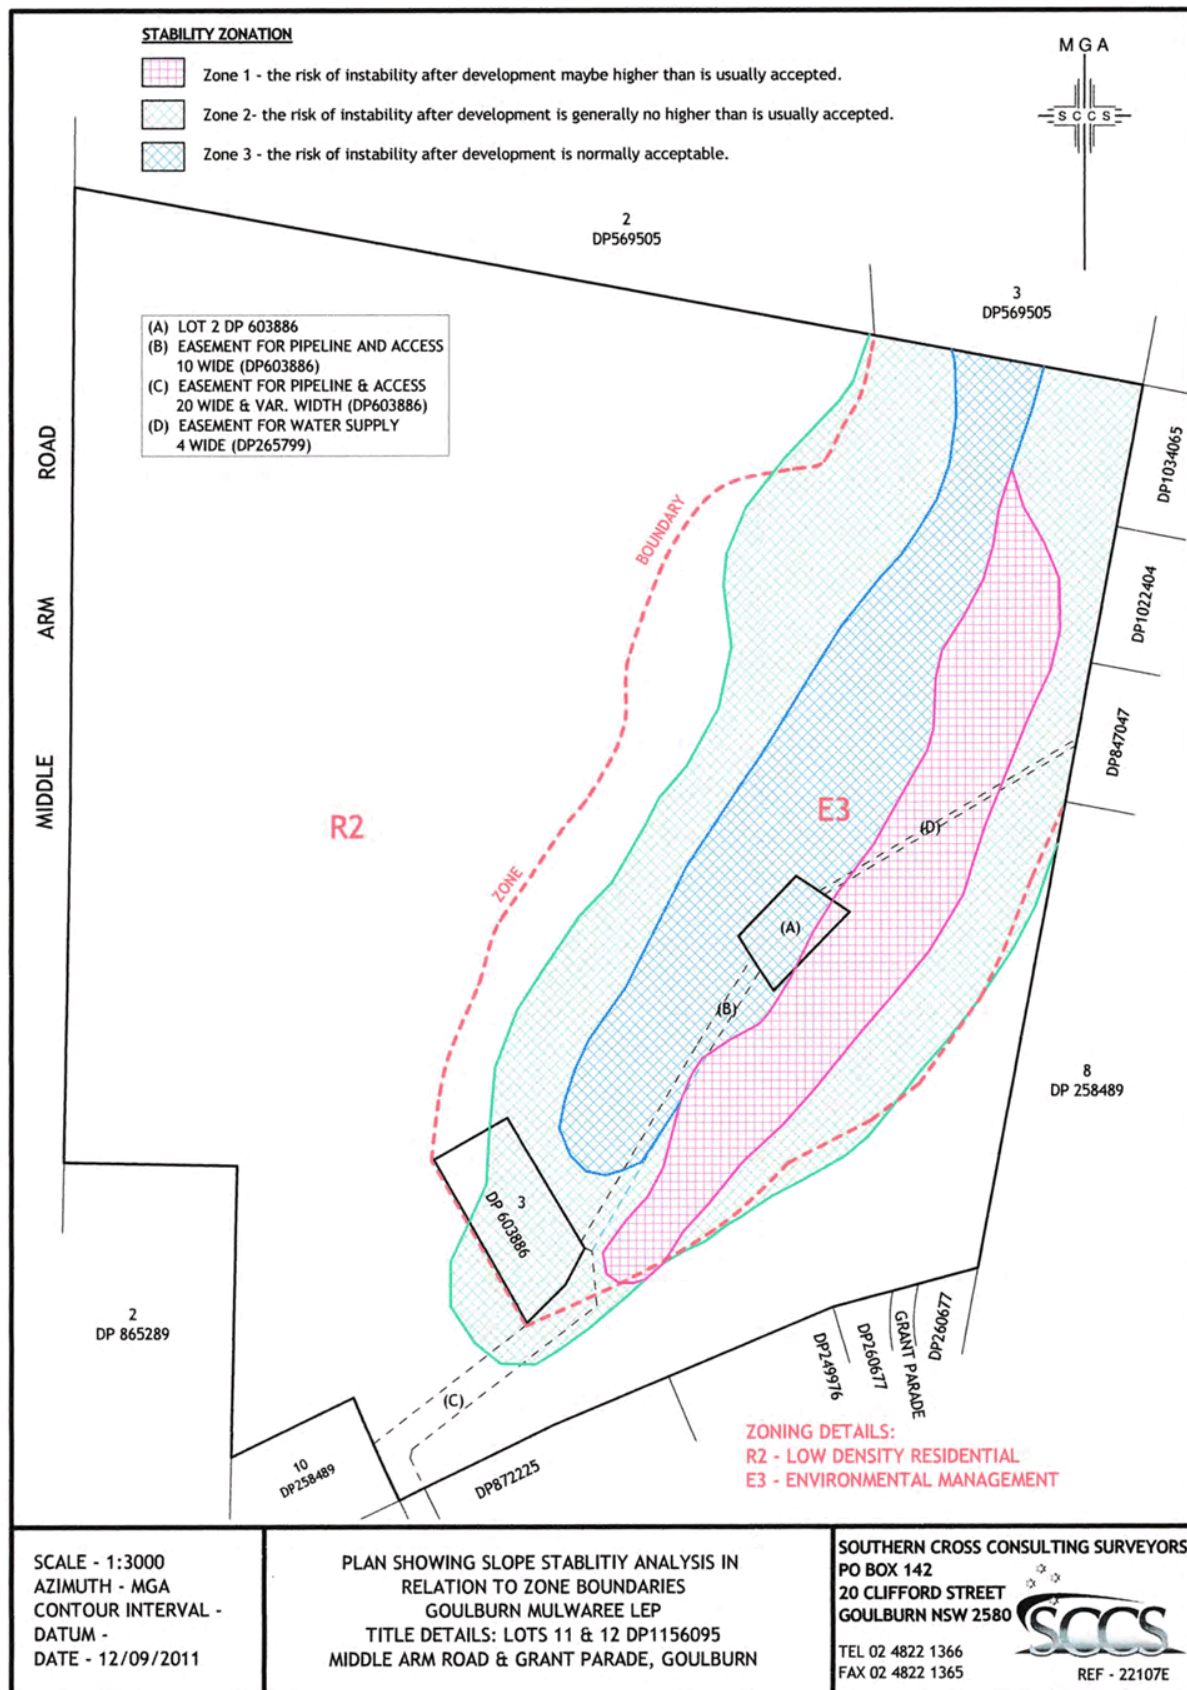 STABILITY ZONATION
Zone 1 - the risk of instability after development maybe higher than is usually accepted.
Zone 2- the risk of instability after development is generally no higher than is usually accepted.
Zone 3 - the risk of instability after development is normally acceptable.
M G A
S C C S
2
DP569505
3
DP569505
(A) LOT 2 DP 603886
(B) EASEMENT FOR PIPELINE AND ACCESS
10 WIDE (DP603886)
(C) EASEMENT FOR PIPELINE & ACCESS
20 WIDE & VAR. WIDTH (DP603886)
(D) EASEMENT FOR WATER SUPPLY
4 WIDE (DP265799)
MIDDLE ARM ROAD
DP1034065
DP1022404
DP847047
ZONE BOUNDARY
R2
E3
(D)
(A)
(B)
8
DP 258489
3
DP 603886
2
DP 865289
(C)
10
DP258489
DP872225
DP249976
DP260677
GRANT PARADE
DP260677
ZONING DETAILS:
R2 - LOW DENSITY RESIDENTIAL
E3 - ENVIRONMENTAL MANAGEMENT
SCALE - 1:3000
AZIMUTH - MGA
CONTOUR INTERVAL -
DATUM -
DATE - 12/09/2011
PLAN SHOWING SLOPE STABLITIY ANALYSIS IN
RELATION TO ZONE BOUNDARIES
GOULBURN MULWAREE LEP
TITLE DETAILS: LOTS 11 & 12 DP1156095
MIDDLE ARM ROAD & GRANT PARADE, GOULBURN
SOUTHERN CROSS CONSULTING SURVEYORS
PO BOX 142
20 CLIFFORD STREET
GOULBURN NSW 2580
TEL 02 4822 1366
FAX 02 4822 1365
SCCS
REF - 22107E